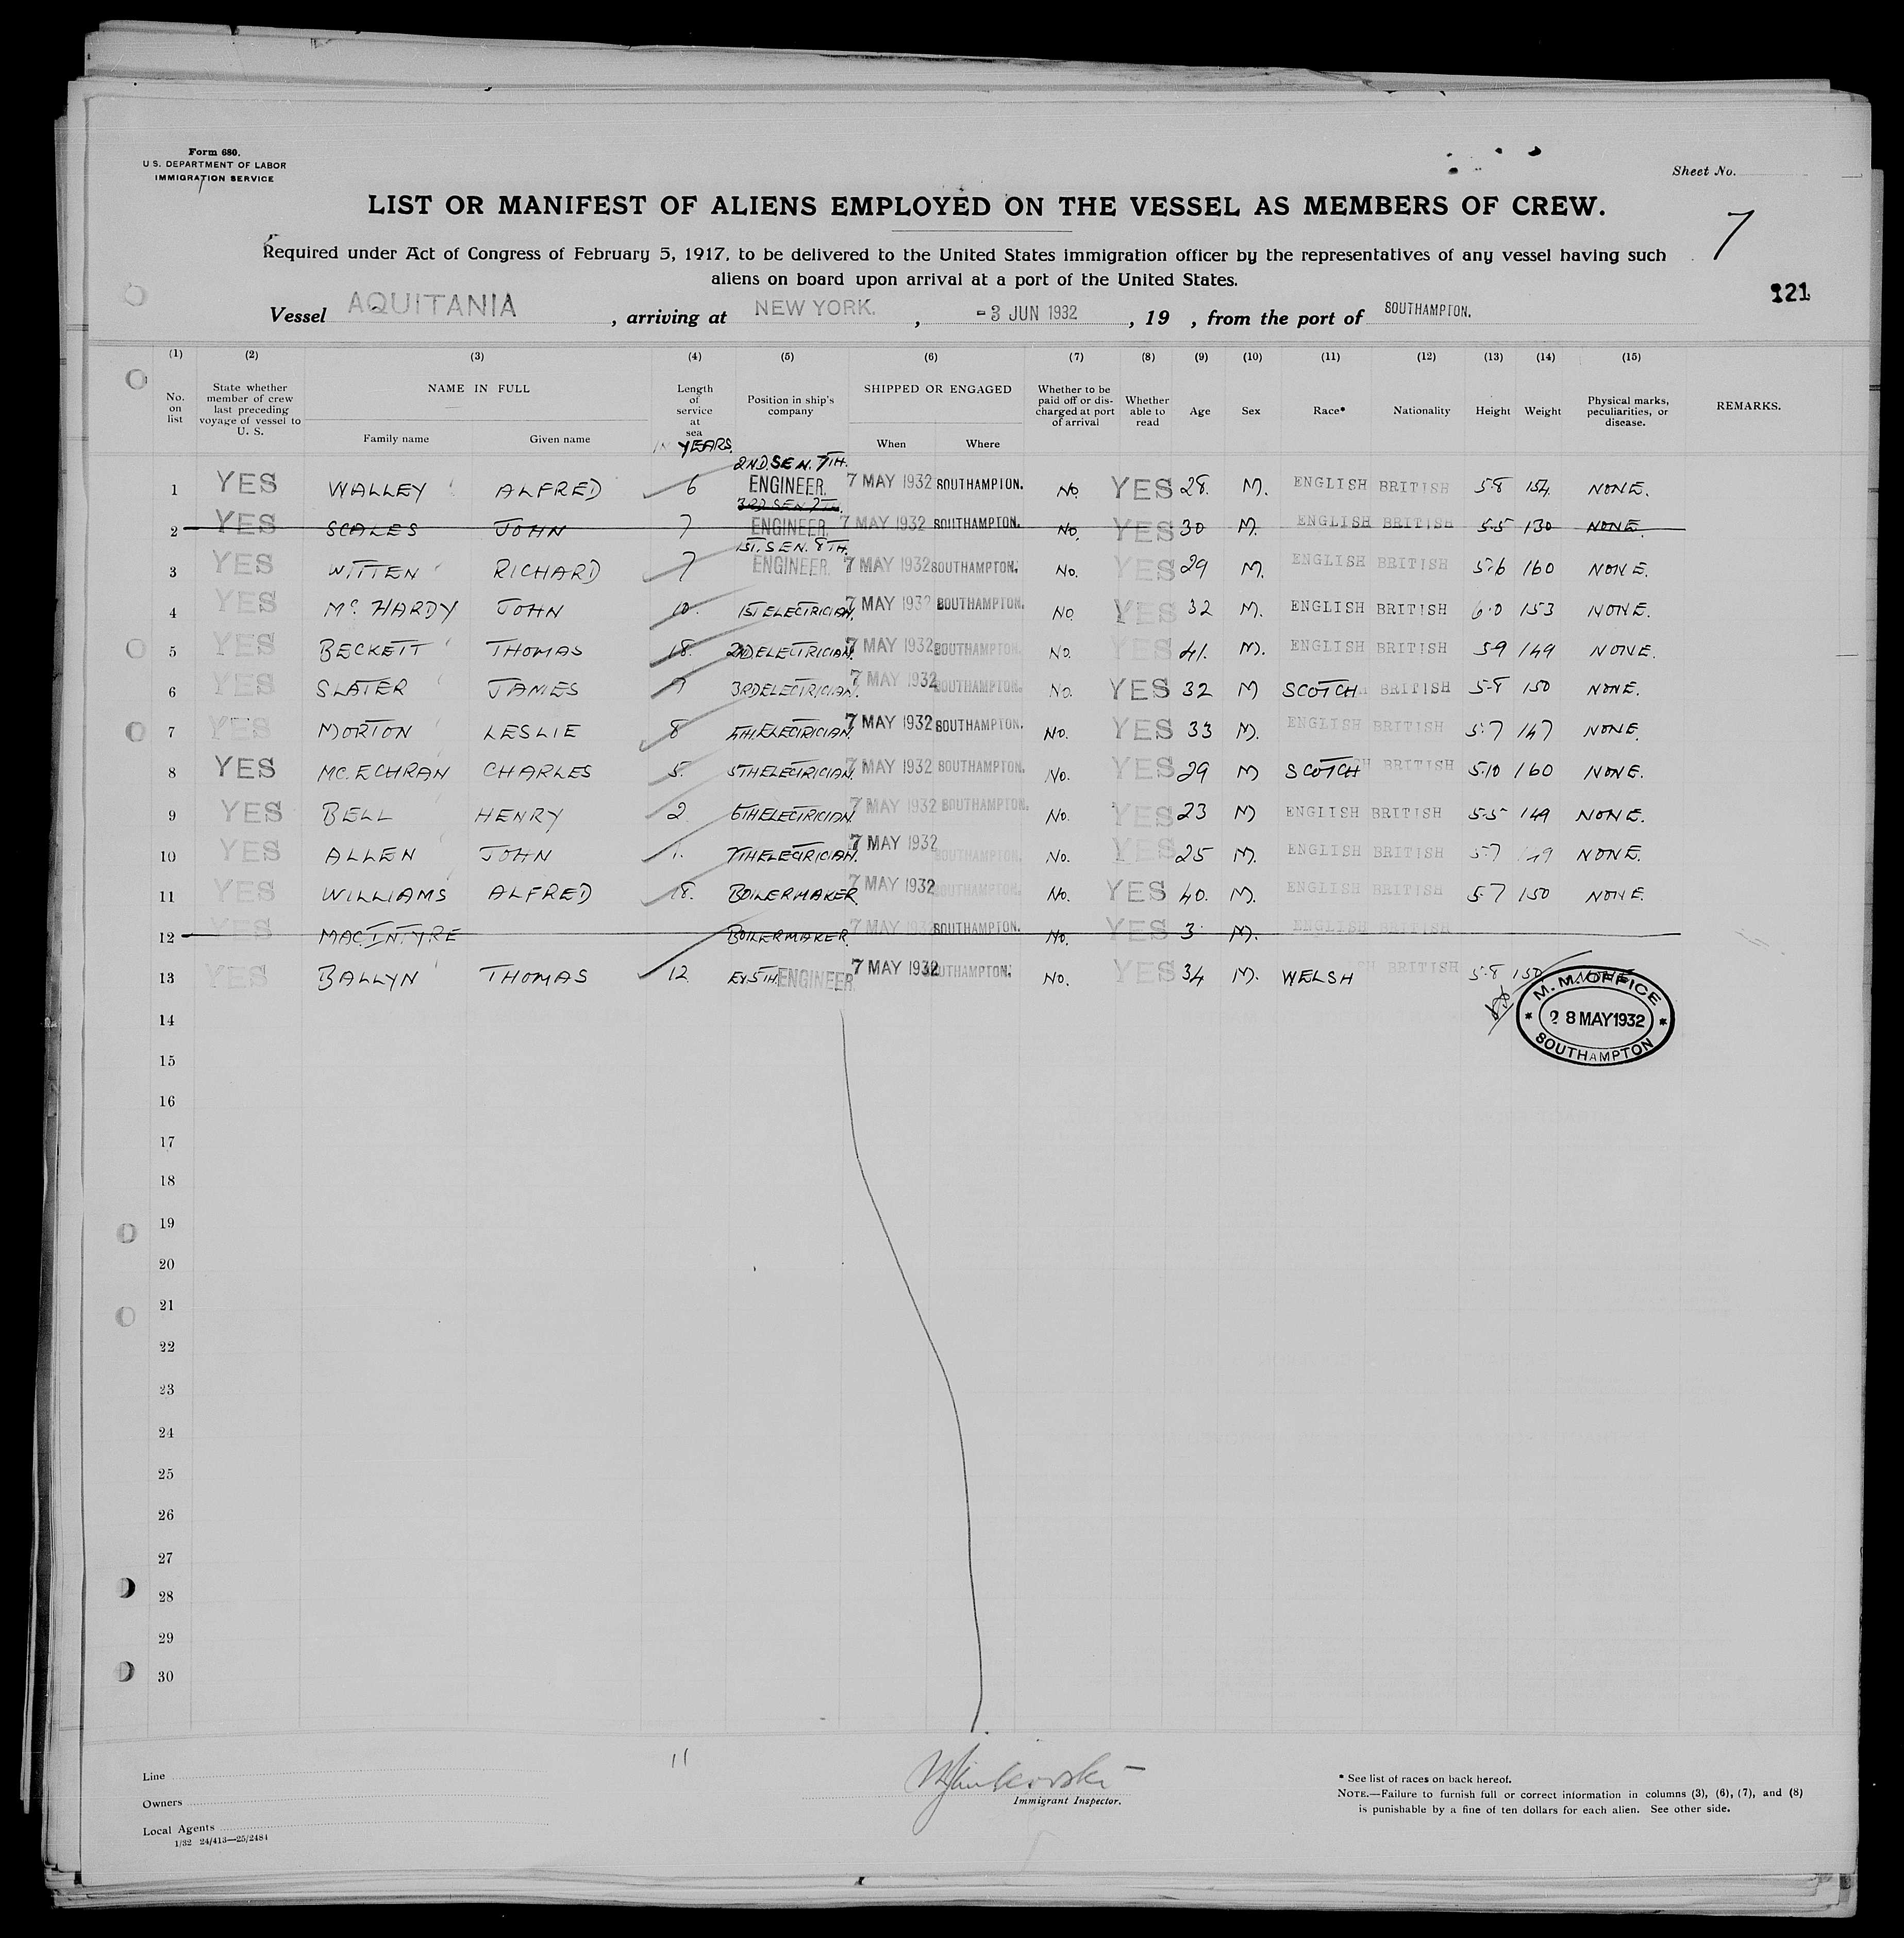 Form 680.
U.S. DEPARTMENT OF LABOR
IMMIGRATION SERVICE
Sheet No.
LIST OR MANIFEST OF ALIENS EMPLOYED ON THE VESSEL AS MEMBERS OF CREW.
7
Required under Act of Congress of February 5, 1917, to be delivered to the United States immigration officer by the representatives of any vessel having such
aliens on board upon arrival at a port of the United States.
121
Vessel AQUITANIA, arriving at NEW YORK., -3 JUN 1932, 19 , from the port of SOUTHAMPTON.
(1) (2) (3) (4) (5) (6) (7) (8) (9) (10) (11) (12) (13) (14) (15)
No. on list
State whether member of crew last preceding voyage of vessel to U. S.
NAME IN FULL
Family name Given name
Length of service at sea
IN YEARS.
Position in ship's company
SHIPPED OR ENGAGED
When Where
Whether to be paid off or discharged at port of arrival
Whether able to read
Age Sex Race* Nationality Height Weight
Physical marks, peculiarities, or disease.
REMARKS.
1 YES WALLEY ALFRED 6 2ND.SEN.7TH. ENGINEER. 7 MAY 1932 SOUTHAMPTON. No. YES 28. M. ENGLISH BRITISH 5-8 154. NONE.
2 YES SCALES JOHN 7 3RD.SEN 7TH. ENGINEER. 7 MAY 1932 SOUTHAMPTON. No. YES 30 M. ENGLISH BRITISH 5-5 130 NONE.
3 YES WITTEN RICHARD 7 1ST.SEN.8TH. ENGINEER. 7 MAY 1932 SOUTHAMPTON. No. YES 29 M. ENGLISH BRITISH 5-6 160 NONE.
4 YES Mc HARDY JOHN 10. 1ST ELECTRICIAN. 7 MAY 1932 SOUTHAMPTON. No YES 32 M. ENGLISH BRITISH 6-0 153 NONE.
5 YES BECKETT THOMAS 18. 2ND ELECTRICIAN. 7 MAY 1932 SOUTHAMPTON. No. YES 41. M. ENGLISH BRITISH 5-9 149 NONE.
6 YES SLATER JAMES 3RD ELECTRICIAN. 7 MAY 1932 SOUTHAMPTON. No. YES 32 M SCOTCH BRITISH 5-8 150 NONE.
7 YES MORTON LESLIE 8 4TH ELECTRICIAN. 7 MAY 1932 SOUTHAMPTON. No. YES 33 M. ENGLISH BRITISH 5-7 147 NONE.
8 YES MC.ECHRAN CHARLES 5. 5TH ELECTRICIAN. 7 MAY 1932 SOUTHAMPTON. No. YES 29 M SCOTCH BRITISH 5-10 160 NONE.
9 YES BELL HENRY 2 6TH ELECTRICIAN. 7 MAY 1932 SOUTHAMPTON. No. YES 23 M ENGLISH BRITISH 5-5 149 NONE.
10 YES ALLEN JOHN 1. 7TH ELECTRICIAN. 7 MAY 1932 SOUTHAMPTON. No. YES 25 M. ENGLISH BRITISH 5-7 149 NONE.
11 YES WILLIAMS ALFRED 18. BOILERMAKER. 7 MAY 1932 SOUTHAMPTON. No. YES 40. M. ENGLISH BRITISH 5-7 150 NONE.
12 YES MACINTYRE BOILERMAKER. 7 MAY 1932 SOUTHAMPTON. No. YES 3 M. ENGLISH BRITISH
13 YES BALLYN THOMAS 12 EX.5TH. ENGINEER. 7 MAY 1932 SOUTHAMPTON. No. YES 34 M. WELSH BRITISH 5-8 150 NONE
M. M. OFFICE
28 MAY 1932
SOUTHAMPTON
14
15
16
17
18
19
20
21
22
23
24
25
26
27
28
29
30
11
Line
Owners
Local Agents
1/32 24/413—25/2484
Immigrant Inspector.
* See list of races on back hereof.
NOTE.—Failure to furnish full or correct information in columns (3), (6), (7), and (8)
is punishable by a fine of ten dollars for each alien. See other side.